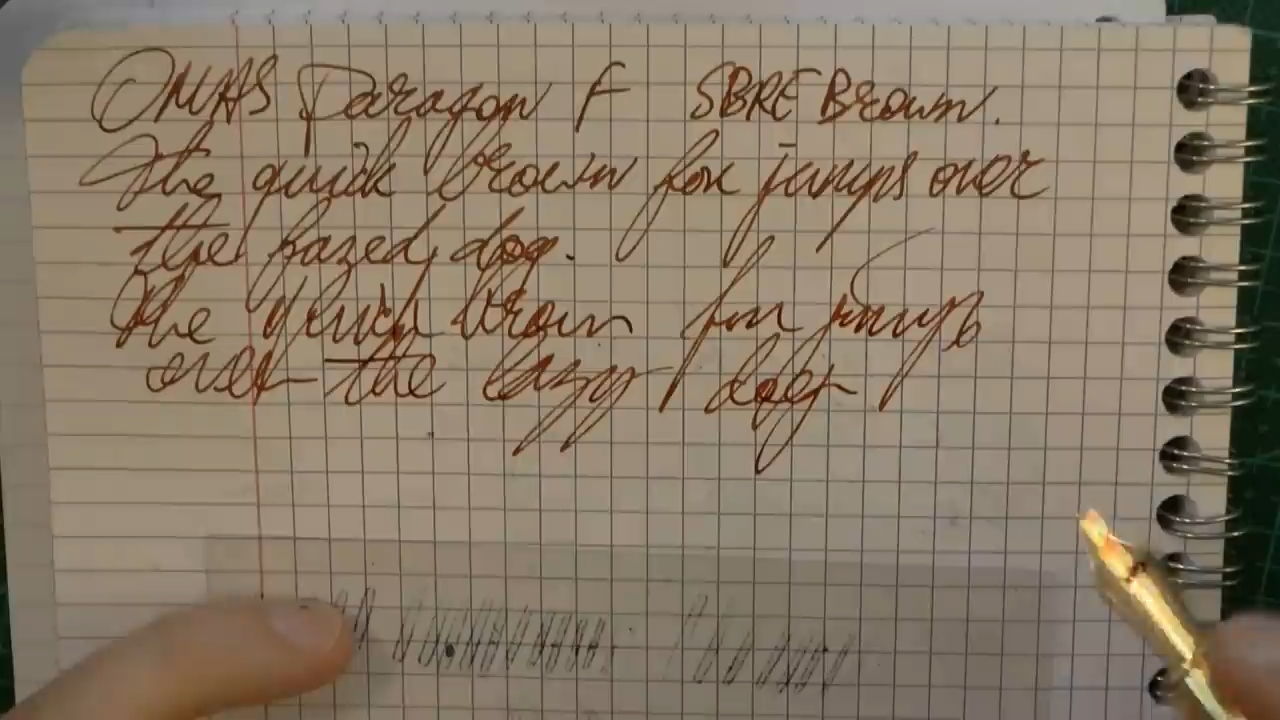 OMAS Paragon F SBRE Brown.
The quick brown fox jumps over
the lazed dog.
The quick brown fox jumps
over the lazy dog